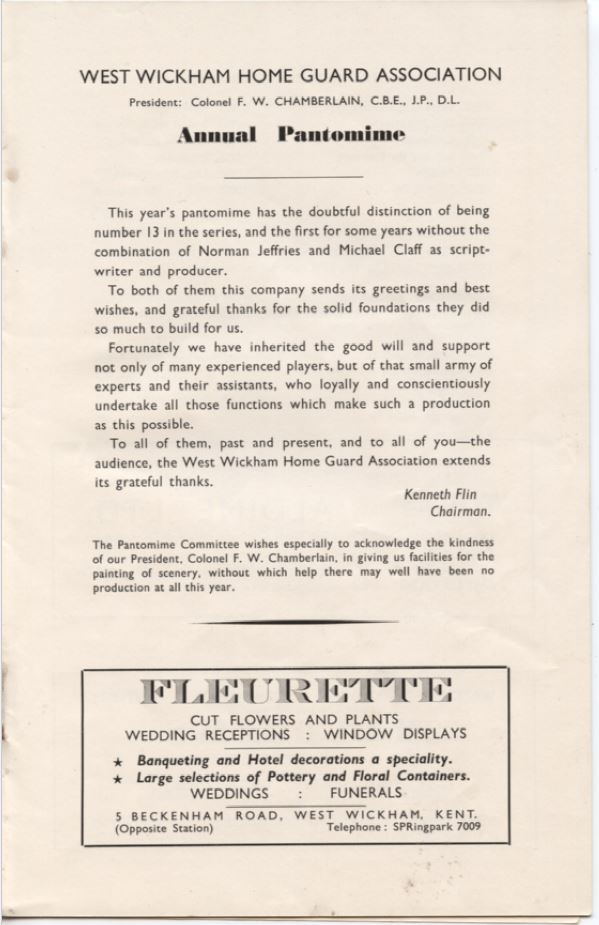 WEST WICKHAM HOME GUARD ASSOCIATION
President: Colonel F. W. CHAMBERLAIN, C.B.E., J.P., D.L.
Annual Pantomime
This year's pantomime has the doubtful distinction of being
number 13 in the series, and the first for some years without the
combination of Norman Jeffries and Michael Claff as script-
writer and producer.
To both of them this company sends its greetings and best
wishes, and grateful thanks for the solid foundations they did
so much to build for us.
Fortunately we have inherited the good will and support
not only of many experienced players, but of that small army of
experts and their assistants, who loyally and conscientiously
undertake all those functions which make such a production
as this possible.
To all of them, past and present, and to all of you—the
audience, the West Wickham Home Guard Association extends
its grateful thanks.
Kenneth Flin
Chairman.
The Pantomime Committee wishes especially to acknowledge the kindness
of our President, Colonel F. W. Chamberlain, in giving us facilities for the
painting of scenery, without which help there may well have been no
production at all this year.
FLEURETTE
CUT FLOWERS AND PLANTS
WEDDING RECEPTIONS : WINDOW DISPLAYS
★ Banqueting and Hotel decorations a speciality.
★ Large selections of Pottery and Floral Containers.
WEDDINGS : FUNERALS
5 BECKENHAM ROAD, WEST WICKHAM, KENT.
(Opposite Station) Telephone: SPRingpark 7009